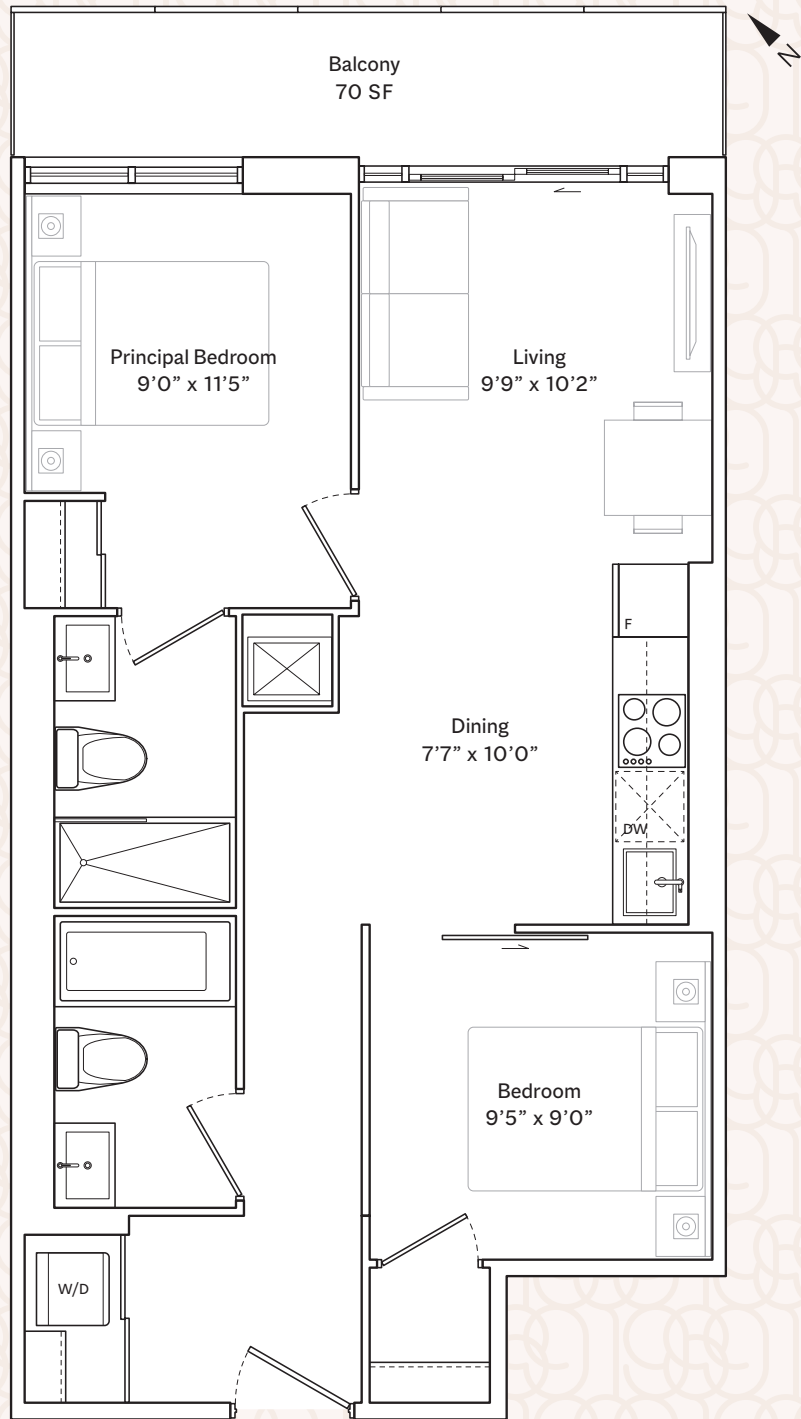 Balcony
70 SF
N
Principal Bedroom
9’0” x 11’5”
Living
9’9” x 10’2”
F
Dining
7’7” x 10’0”
DW
Bedroom
9’5” x 9’0”
W/D